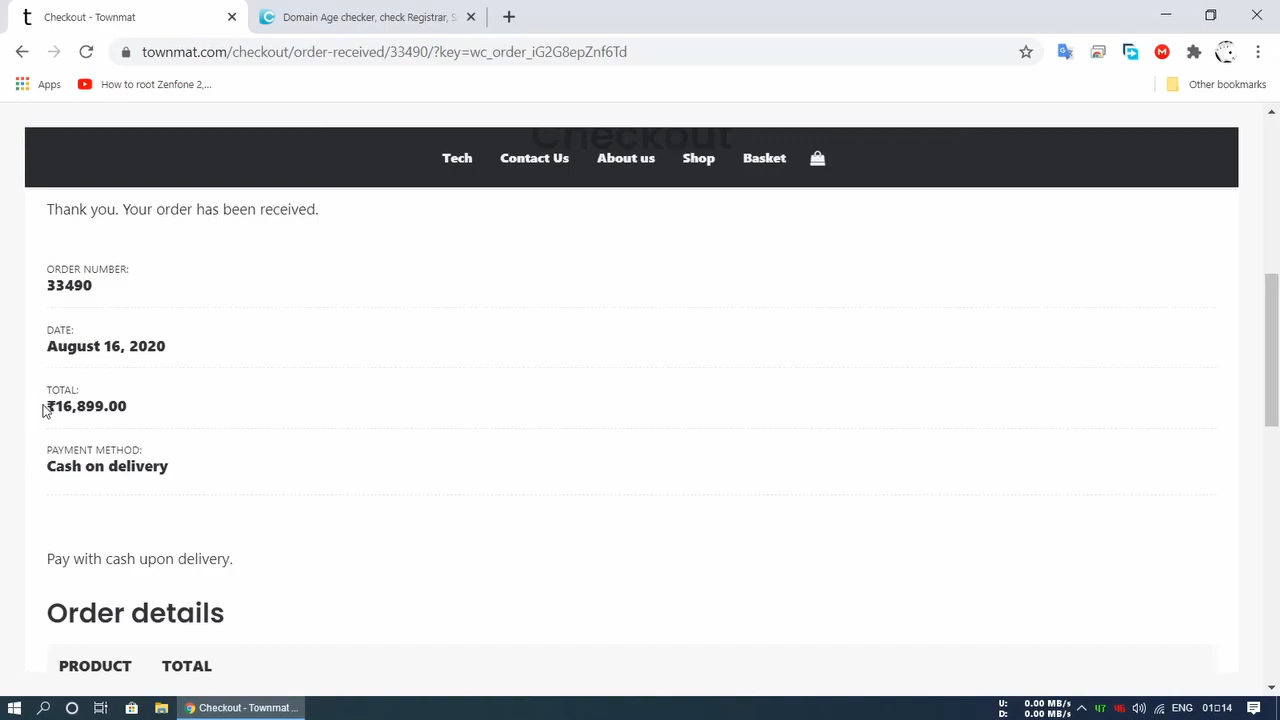 Checkout - Townmat
Domain Age checker, check Registrar, S
townmat.com/checkout/order-received/33490/?key=wc_order_iG2G8epZnf6Td
Apps
How to root Zenfone 2,...
Other bookmarks
Checkout
Tech
Contact Us
About us
Shop
Basket
Thank you. Your order has been received.
ORDER NUMBER:
33490
DATE:
August 16, 2020
TOTAL:
₹16,899.00
PAYMENT METHOD:
Cash on delivery
Pay with cash upon delivery.
Order details
PRODUCT TOTAL
Checkout - Townmat ...
U: 0.00 MB/s
D: 0.00 MB/s
47
46
ENG
01:14